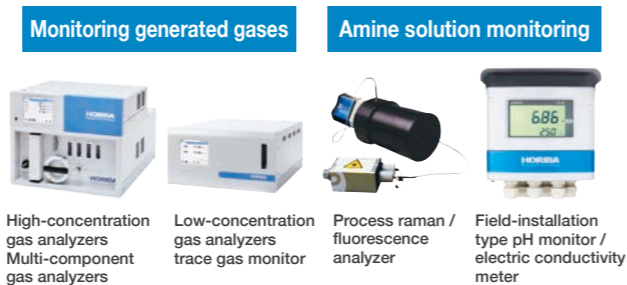 Monitoring generated gases
Amine solution monitoring
HORIBA
HORIBA
6.86
25.0
HORIBA
High-concentration
gas analyzers
Multi-component
gas analyzers
Low-concentration
gas analyzers
trace gas monitor
Process raman /
fluorescence
analyzer
Field-installation
type pH monitor /
electric conductivity
meter